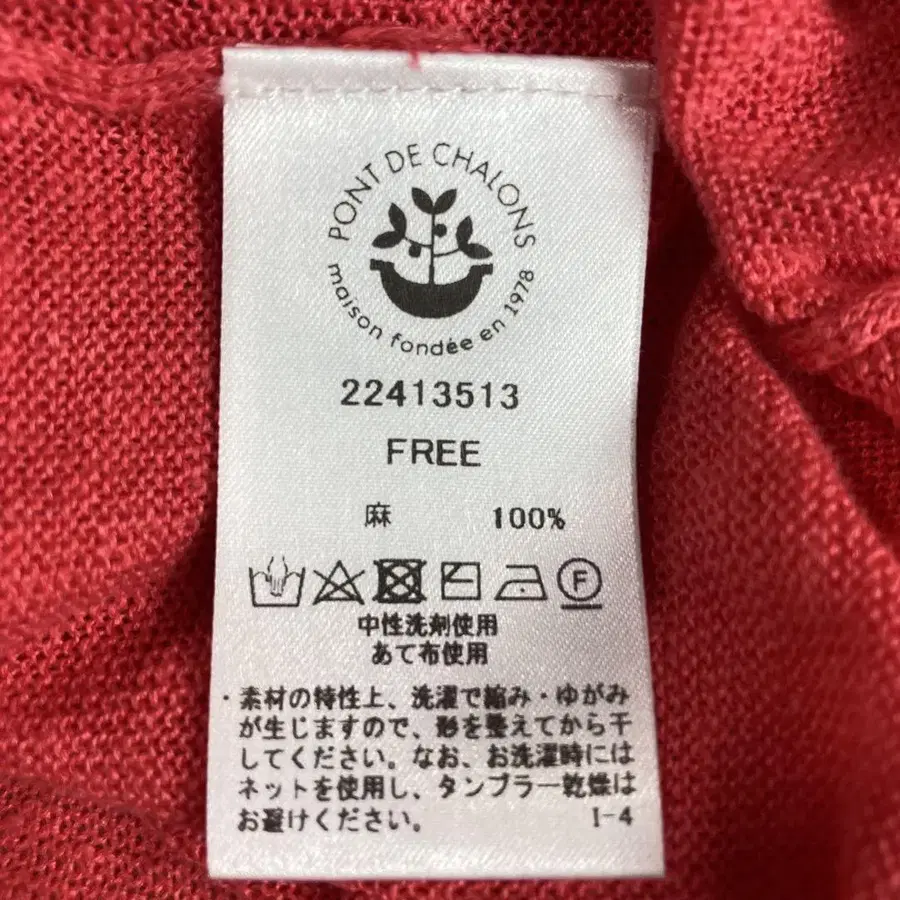 PONT DE CHALONS
maison fondée en 1978
22413513
FREE
麻 100%
F
中性洗剤使用
あて布使用
・素材の特性上、洗濯で縮み・ゆがみ
が生じますので、形を整えてから干
してください。なお、お洗濯時には
ネットを使用し、タンブラー乾燥は
お避けください。 I-4